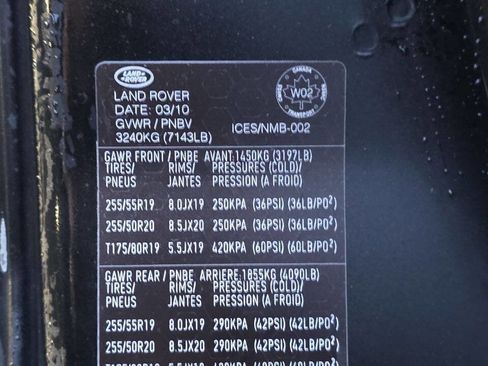 LAND ROVER
CANADA
W02
TRANSPORT
LAND ROVER
DATE: 03/10
GVWR / PNBV
3240KG (7143LB)
ICES/NMB-002
GAWR FRONT / PNBE AVANT:1450KG (3197LB)
TIRES/ RIMS/ PRESSURES (COLD)/
PNEUS JANTES PRESSION (A FROID)
255/55R19 8.0JX19 250KPA (36PSI) (36LB/PO²)
255/50R20 8.5JX20 250KPA (36PSI) (36LB/PO²)
T175/80R19 5.5JX19 420KPA (60PSI) (60LB/PO²)
GAWR REAR / PNBE ARRIERE:1855KG (4090LB)
TIRES/ RIMS/ PRESSURES (COLD)/
PNEUS JANTES PRESSION (A FROID)
255/55R19 8.0JX19 290KPA (42PSI) (42LB/PO²)
255/50R20 8.5JX20 290KPA (42PSI) (42LB/PO²)